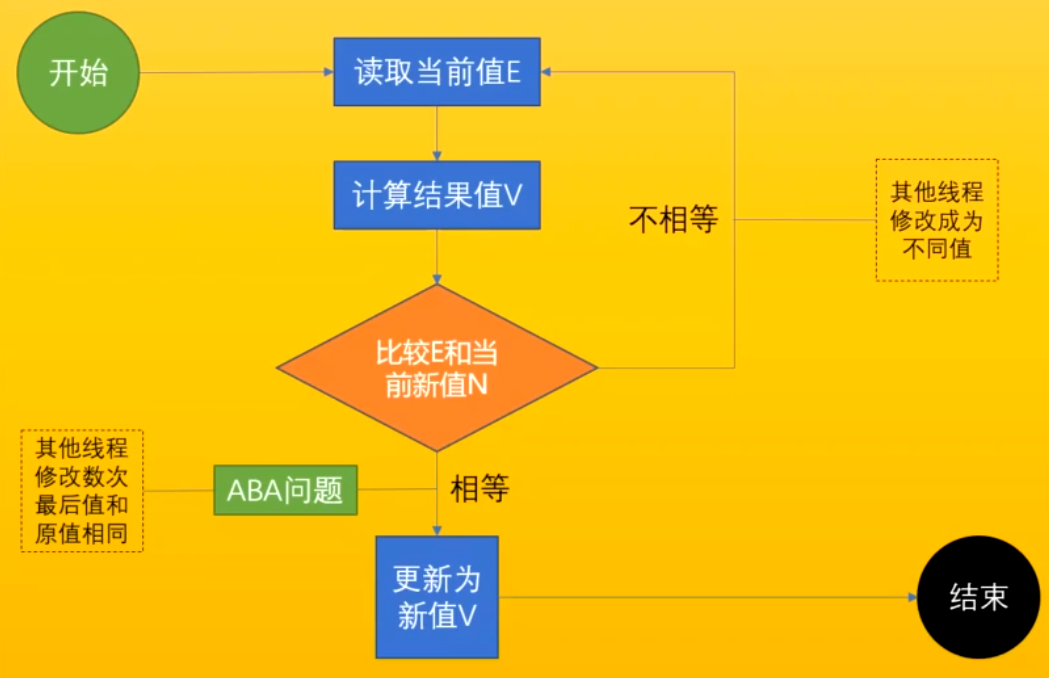 开始
读取当前值E
计算结果值V
不相等
其他线程
修改成为
不同值
比较E和当
前新值N
其他线程
修改数次
最后值和
原值相同
ABA问题
相等
更新为
新值V
结束